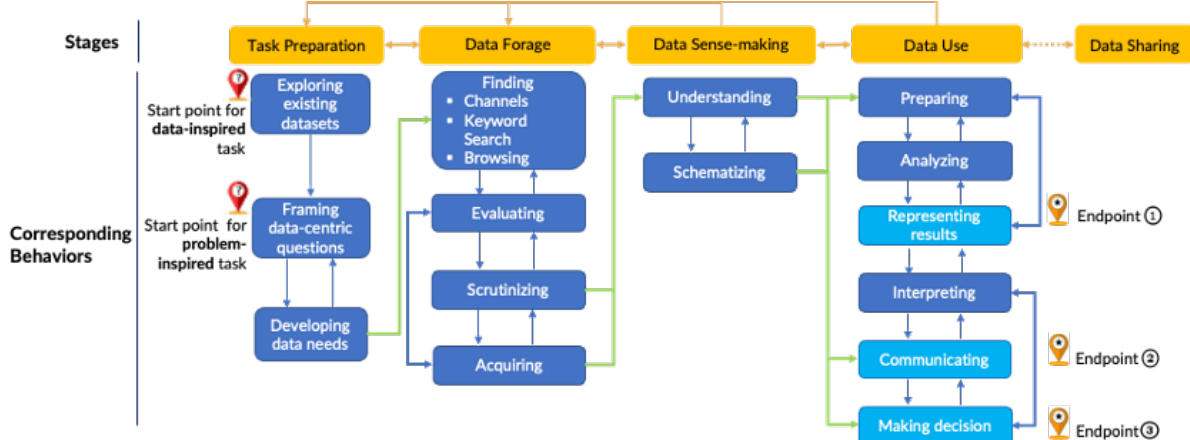 Stages
Task Preparation
Data Forage
Data Sense-making
Data Use
Data Sharing
Corresponding
Behaviors
Start point for
data-inspired
task
Start point for
problem-
inspired task
Exploring
existing
datasets
Framing
data-centric
questions
Developing
data needs
Finding
▪ Channels
▪ Keyword
Search
▪ Browsing
Evaluating
Scrutinizing
Acquiring
Understanding
Schematizing
Preparing
Analyzing
Representing
results
Interpreting
Communicating
Making decision
Endpoint ①
Endpoint ②
Endpoint ③